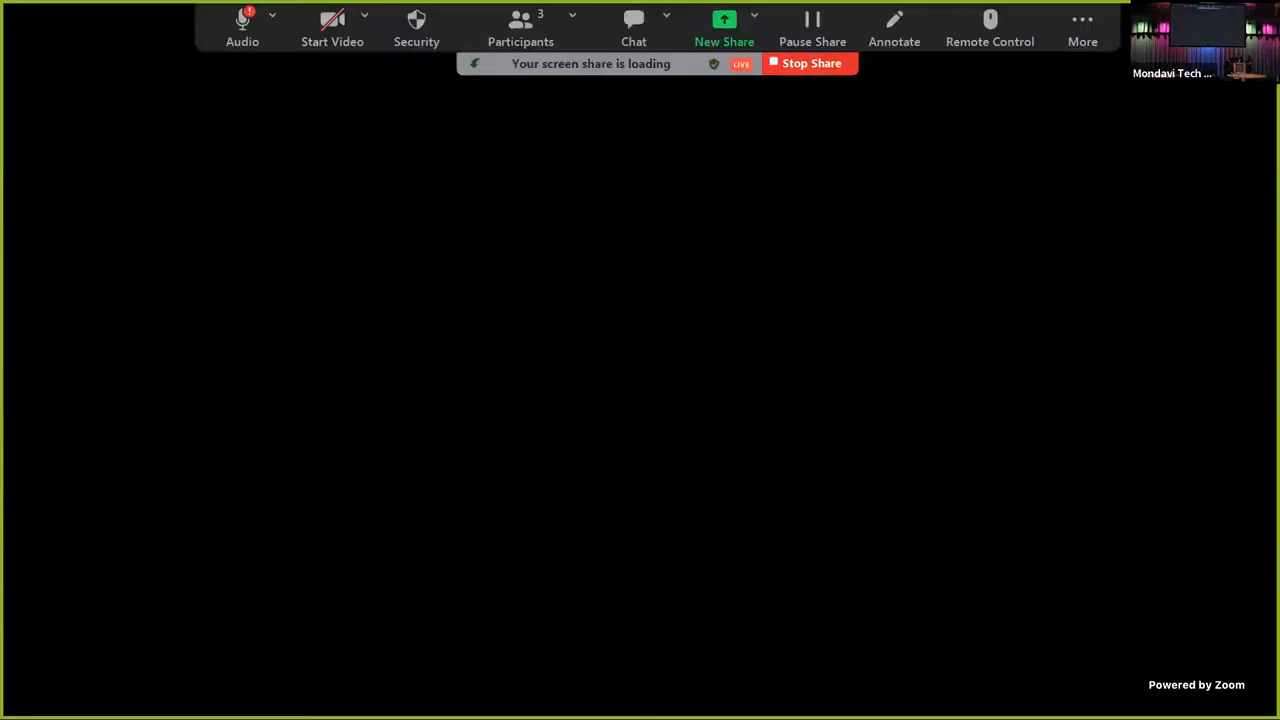 3
Audio Start Video Security Participants Chat New Share Pause Share Annotate Remote Control More
Your screen share is loading LIVE Stop Share
Mondavi Tech ...
Powered by Zoom